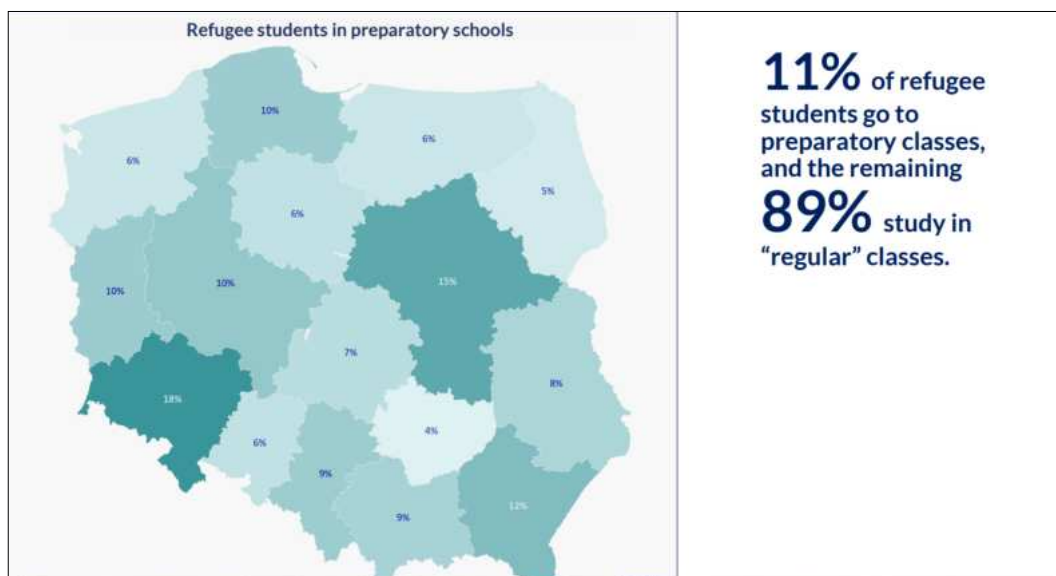 Refugee students in preparatory schools
10%
6%
6%
5%
6%
15%
10%
10%
7%
8%
18%
4%
6%
9%
9%
12%
11% of refugee
students go to
preparatory classes,
and the remaining
89% study in
“regular” classes.